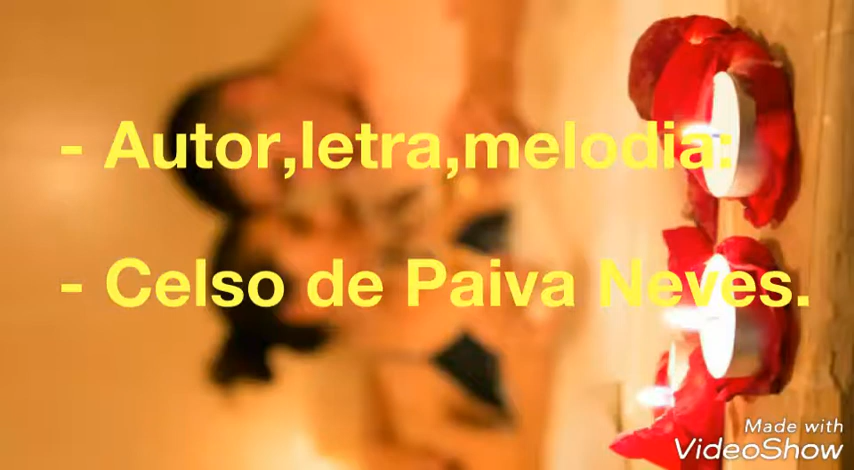 - Autor,letra,melodia:
- Celso de Paiva Neves.
Made with
VideoShow